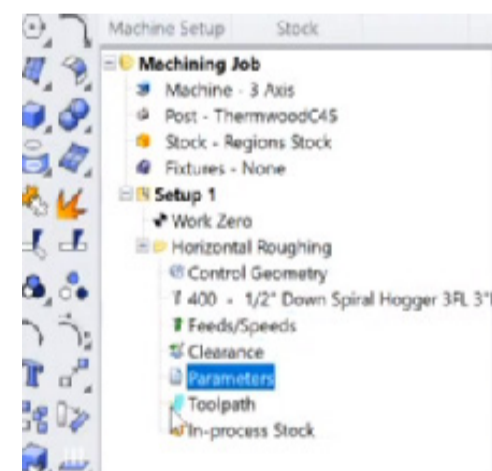 Machine Setup Stock
Machining Job
Machine - 3 Axis
Post - ThermwoodC45
Stock - Regions Stock
Fixtures - None
Setup 1
Work Zero
Horizontal Roughing
Control Geometry
400 - 1/2" Down Spiral Hogger 3FL 3"
Feeds/Speeds
Clearance
Parameters
Toolpath
In-process Stock